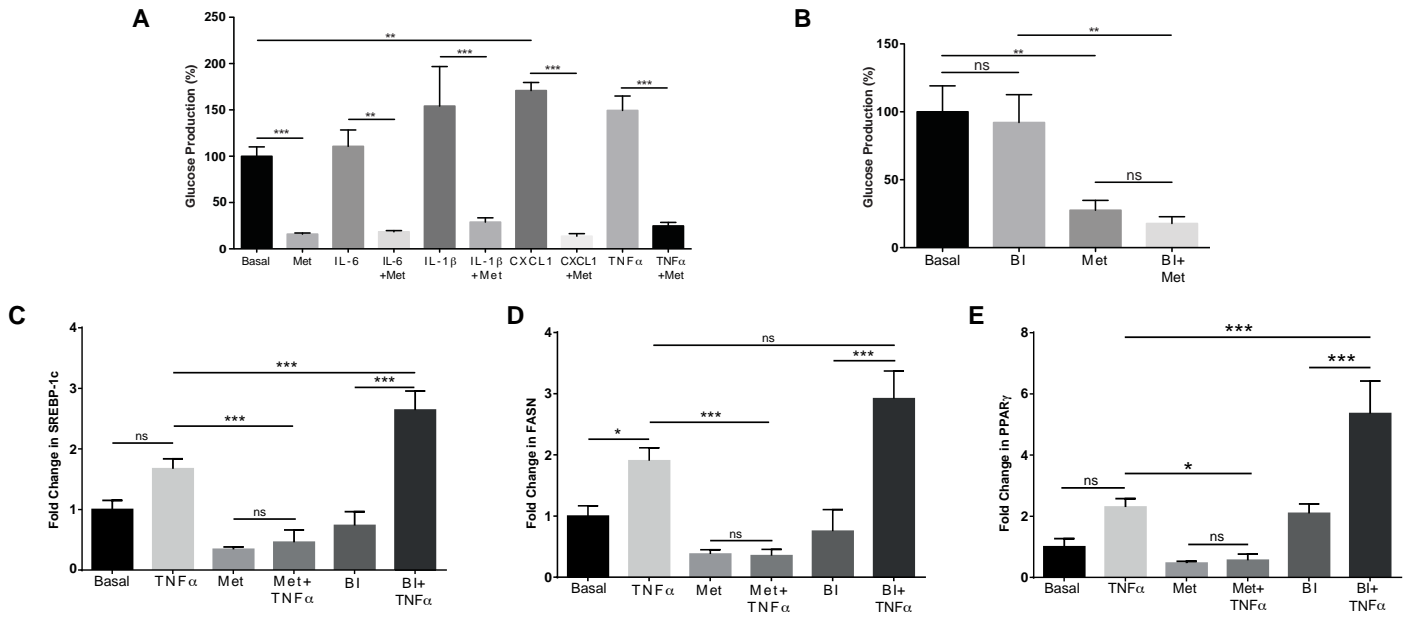 A
Glucose Production (%)
250
200
150
100
50
0
**
***
**
***
***
***
Basal
Met
IL-6
IL-6
+Met
IL-1β
IL-1β
+Met
CXCL1
CXCL1
+Met
TNFα
TNFα
+Met
B
Glucose Production (%)
150
100
50
0
**
**
ns
ns
Basal
BI
Met
BI+
Met
C
Fold Change in SREBP-1c
4
3
2
1
0
***
***
***
ns
ns
Basal
TNFα
Met
Met+
TNFα
BI
BI+
TNFα
D
Fold Change in FASN
4
3
2
1
0
ns
***
***
*
ns
Basal
TNFα
Met
Met+
TNFα
BI
BI+
TNFα
E
Fold Change in PPARγ
8
6
4
2
0
***
***
*
ns
ns
Basal
TNFα
Met
Met+
TNFα
BI
BI+
TNFα